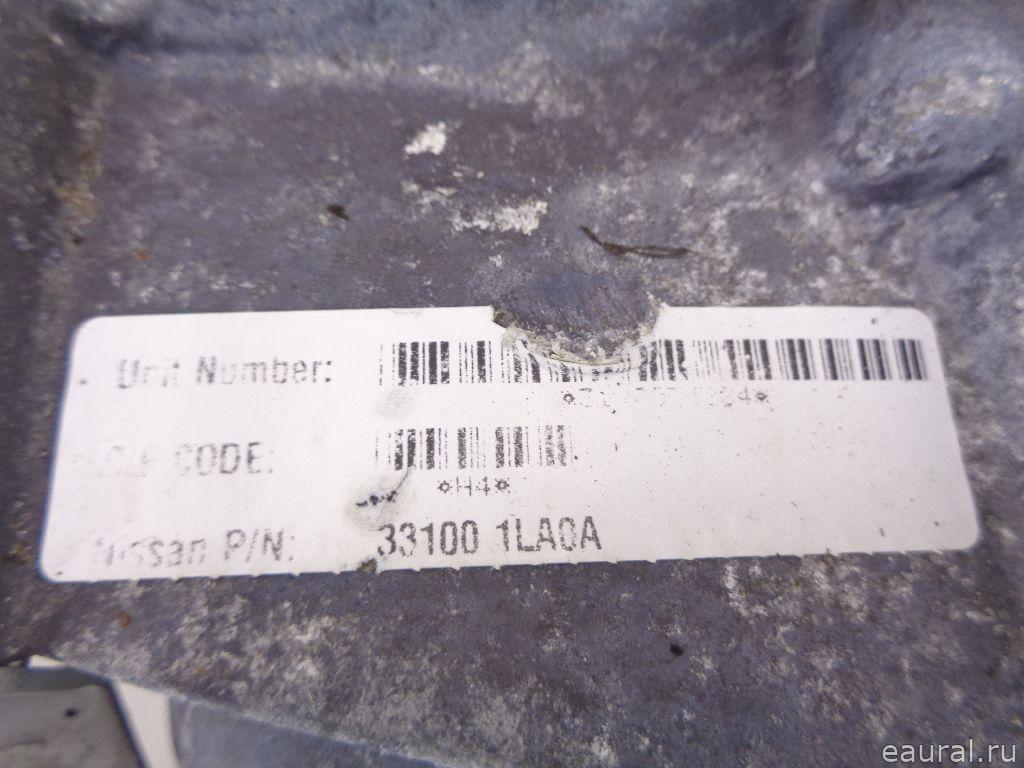 Unit Number:
CODE:
*H4*
Nissan P/N: 33100 1LA0A
eaural.ru